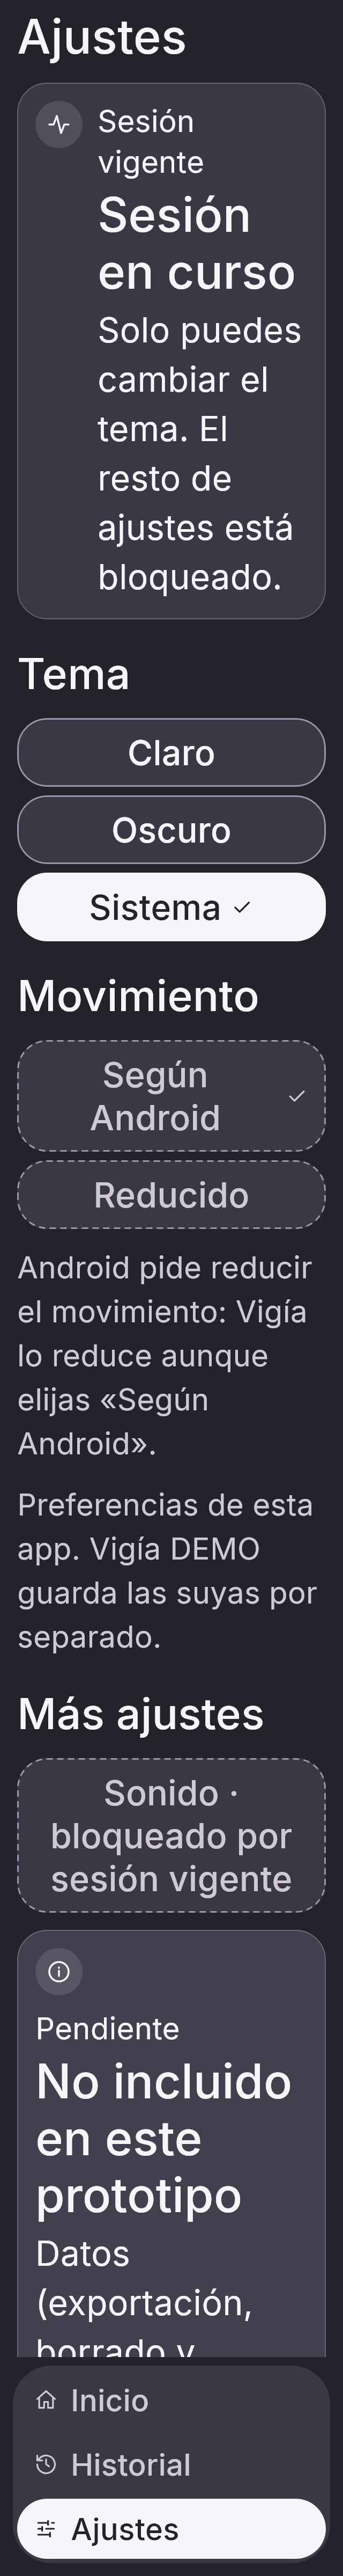 Ajustes
Sesión
vigente
Sesión
en curso
Solo puedes
cambiar el
tema. El
resto de
ajustes está
bloqueado.
Tema
Claro
Oscuro
Sistema
Movimiento
Según
Android
Reducido
Android pide reducir
el movimiento: Vigía
lo reduce aunque
elijas «Según
Android».
Preferencias de esta
app. Vigía DEMO
guarda las suyas por
separado.
Más ajustes
Sonido ·
bloqueado por
sesión vigente
Pendiente
No incluido
en este
prototipo
Datos
(exportación,
borrado y
Inicio
Historial
Ajustes